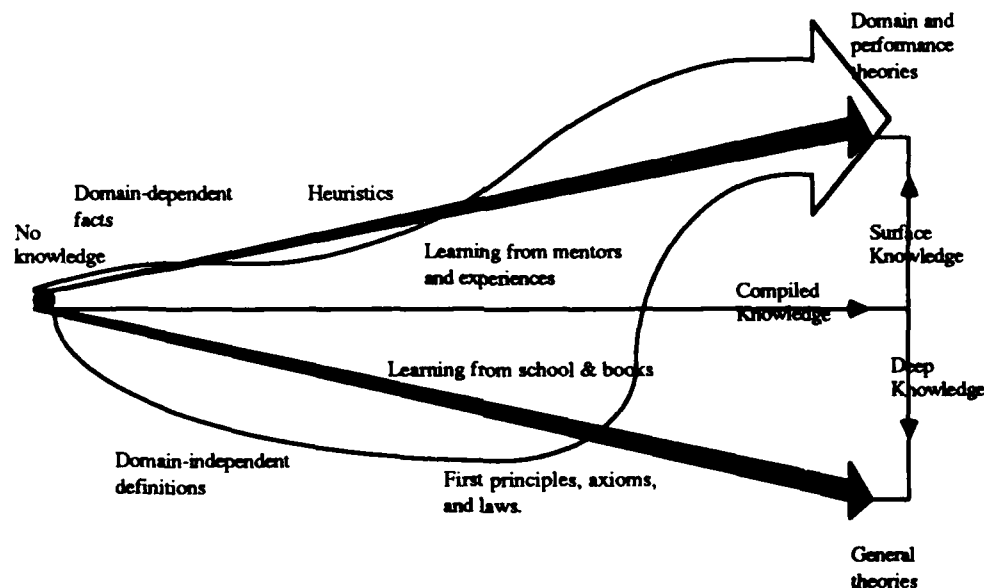 Domain and
performance
theories
Domain-dependent
facts
Heuristics
No
knowledge
Surface
Knowledge
Learning from mentors
and experiences
Compiled
Knowledge
Learning from school & books
Deep
Knowledge
Domain-independent
definitions
First principles, axioms,
and laws.
General
theories